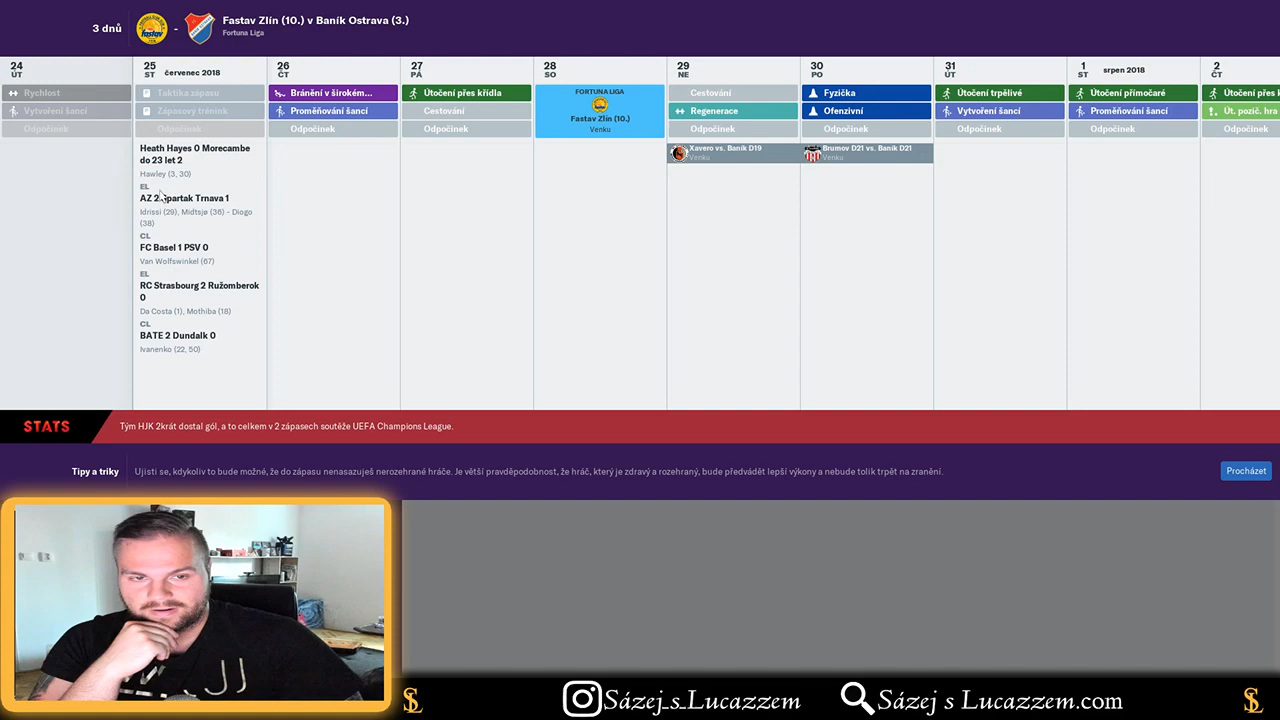 3 dnů
Fastav Zlín (10.) v Baník Ostrava (3.)
Fortuna Liga
24
ÚT
25
ST
červenec 2018
26
ČT
27
PÁ
28
SO
29
NE
30
PO
31
ÚT
1
ST
srpen 2018
2
ČT
Rychlost
Vytvoření šancí
Odpočinek
Taktika zápasu
Zápasový trénink
Odpočinek
Heath Hayes 0 Morecambe
do 23 let 2
Hawley (3, 30)
EL
AZ 2 Spartak Trnava 1
Idrissi (29), Midtsjø (36) - Diogo
(38)
CL
FC Basel 1 PSV 0
Van Wolfswinkel (67)
EL
RC Strasbourg 2 Ružomberok
0
Da Costa (1), Mothiba (18)
CL
BATE 2 Dundalk 0
Ivanenko (22, 50)
Bránění v širokém...
Proměňování šancí
Odpočinek
Útočení přes křídla
Cestování
Odpočinek
FORTUNA LIGA
Fastav Zlín (10.)
Venku
Cestování
Regenerace
Odpočinek
Xavero vs. Baník D19
Venku
Fyzička
Ofenzivní
Odpočinek
Brumov D21 vs. Baník D21
Venku
Útočení trpělivé
Vytvoření šancí
Odpočinek
Útočení přímočaré
Proměňování šancí
Odpočinek
Útočení přes k
Út. pozič. hra
Odpočinek
STATS
Tým HJK 2krát dostal gól, a to celkem v 2 zápasech soutěže UEFA Champions League.
Tipy a triky
Ujisti se, kdykoliv to bude možné, že do zápasu nenasazuješ nerozehrané hráče. Je větší pravděpodobnost, že hráč, který je zdravý a rozehraný, bude předvádět lepší výkony a nebude tolik trpět na zranění.
Procházet
Sázej_s_Lucazzem
Sázej s Lucazzem.com